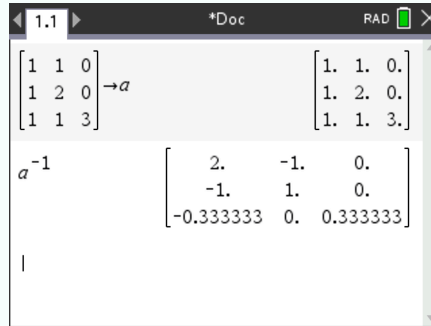 1.1 *Doc RAD
[1 1 0] [1. 1. 0.]
[1 2 0]→a [1. 2. 0.]
[1 1 3] [1. 1. 3.]
a⁻¹ [2. -1. 0.]
[-1. 1. 0.]
[-0.333333 0. 0.333333]